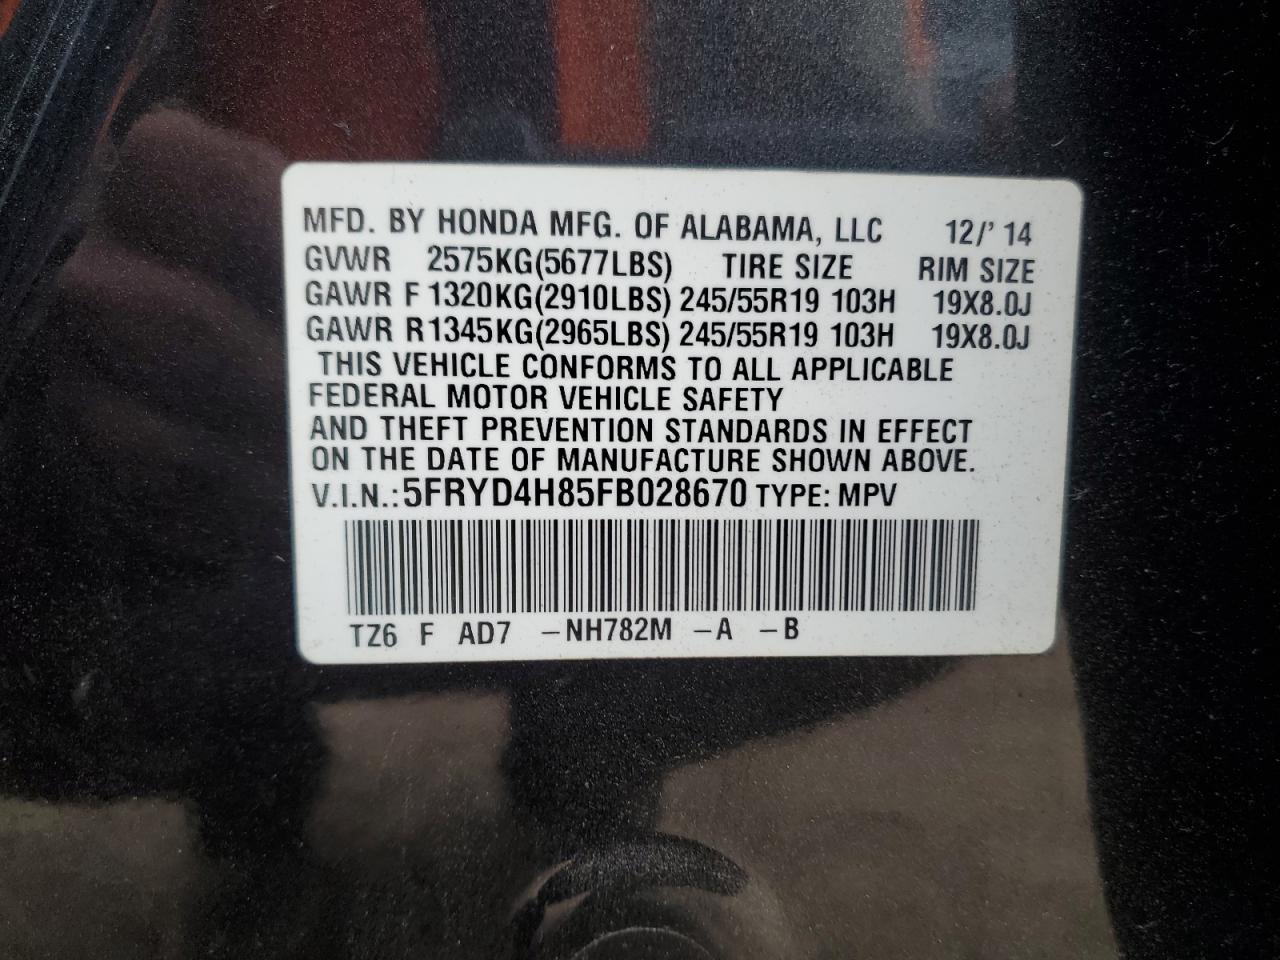 MFD. BY HONDA MFG. OF ALABAMA, LLC 12/' 14
GVWR 2575KG(5677LBS) TIRE SIZE RIM SIZE
GAWR F 1320KG(2910LBS) 245/55R19 103H 19X8.0J
GAWR R 1345KG(2965LBS) 245/55R19 103H 19X8.0J
THIS VEHICLE CONFORMS TO ALL APPLICABLE
FEDERAL MOTOR VEHICLE SAFETY
AND THEFT PREVENTION STANDARDS IN EFFECT
ON THE DATE OF MANUFACTURE SHOWN ABOVE.
V.I.N.: 5FRYD4H85FB028670 TYPE: MPV
TZ6 F AD7 –NH782M –A –B